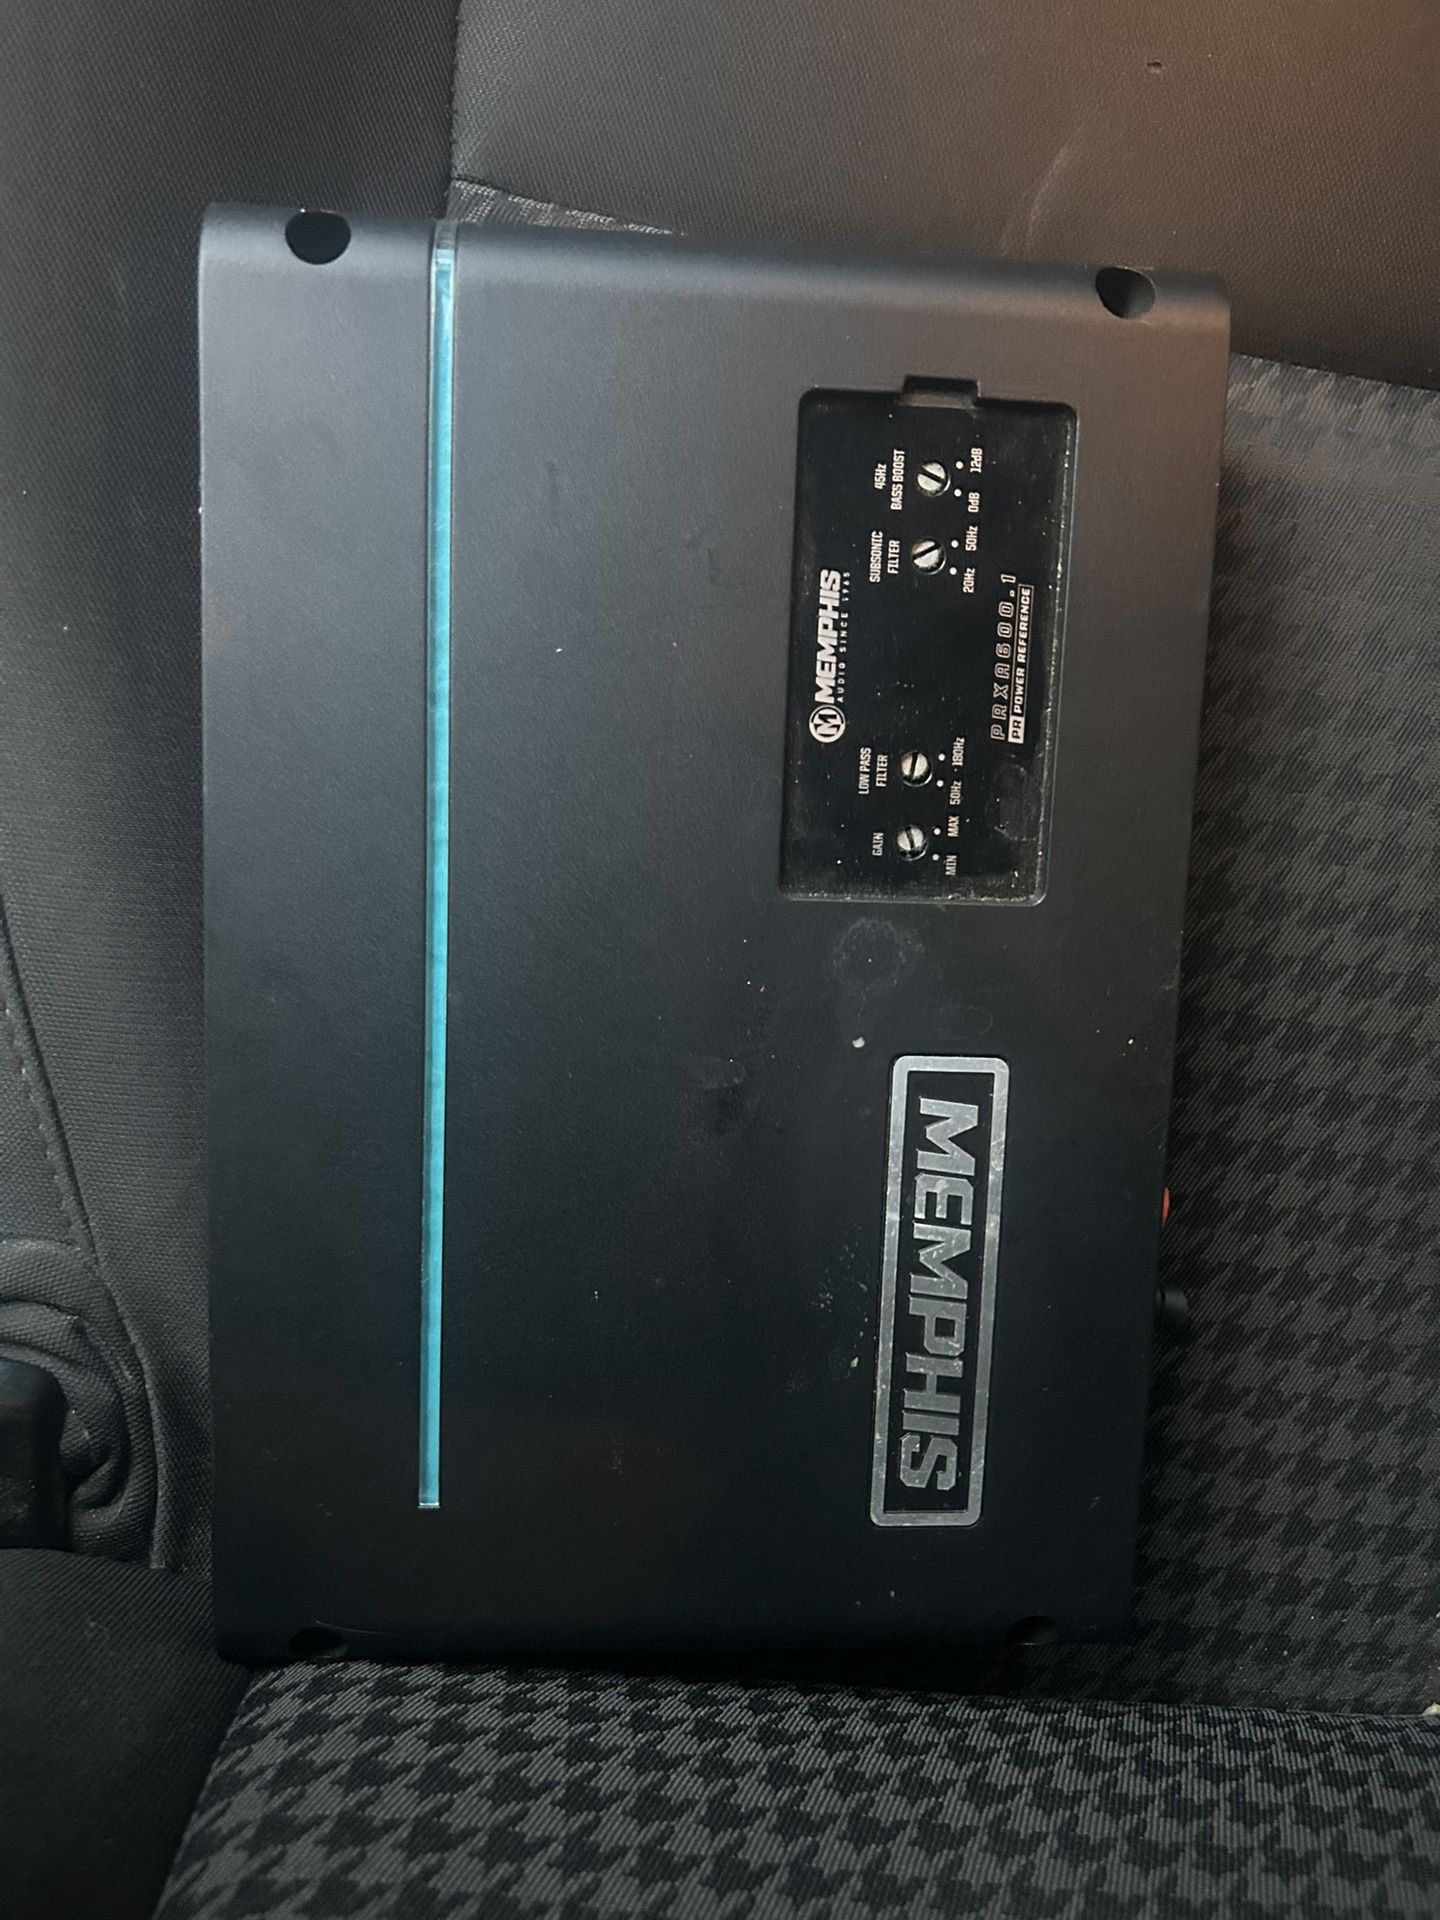 MEMPHIS
AUDIO SINCE 1965
GAIN
MIN MAX
LOW PASS
FILTER
50Hz 180Hz
SUBSONIC
FILTER
20Hz 50Hz
45Hz
BASS BOOST
0dB 12dB
PRXA600.1
PR POWER REFERENCE
MEMPHIS